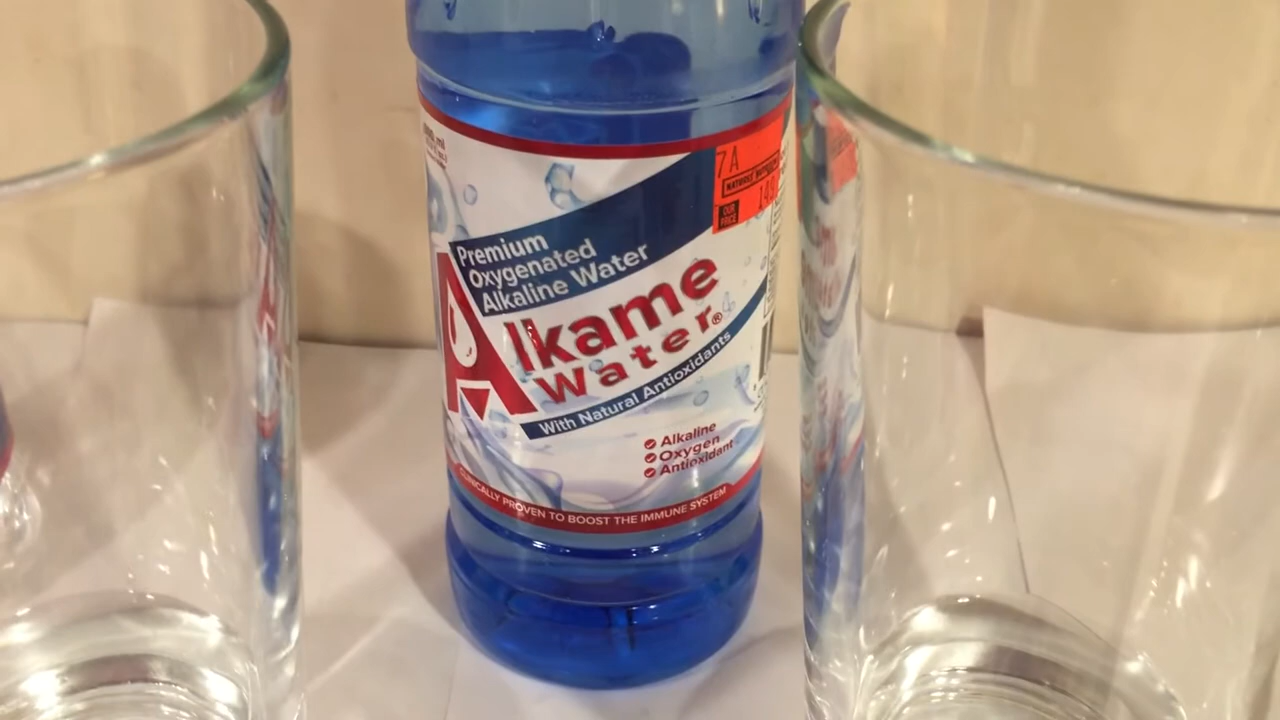 7A
OUR
PRICE
Premium
Oxygenated
Alkaline Water
Alkame
Water®
With Natural Antioxidants
Alkaline
Oxygen
Antioxidant
CLINICALLY PROVEN TO BOOST THE IMMUNE SYSTEM